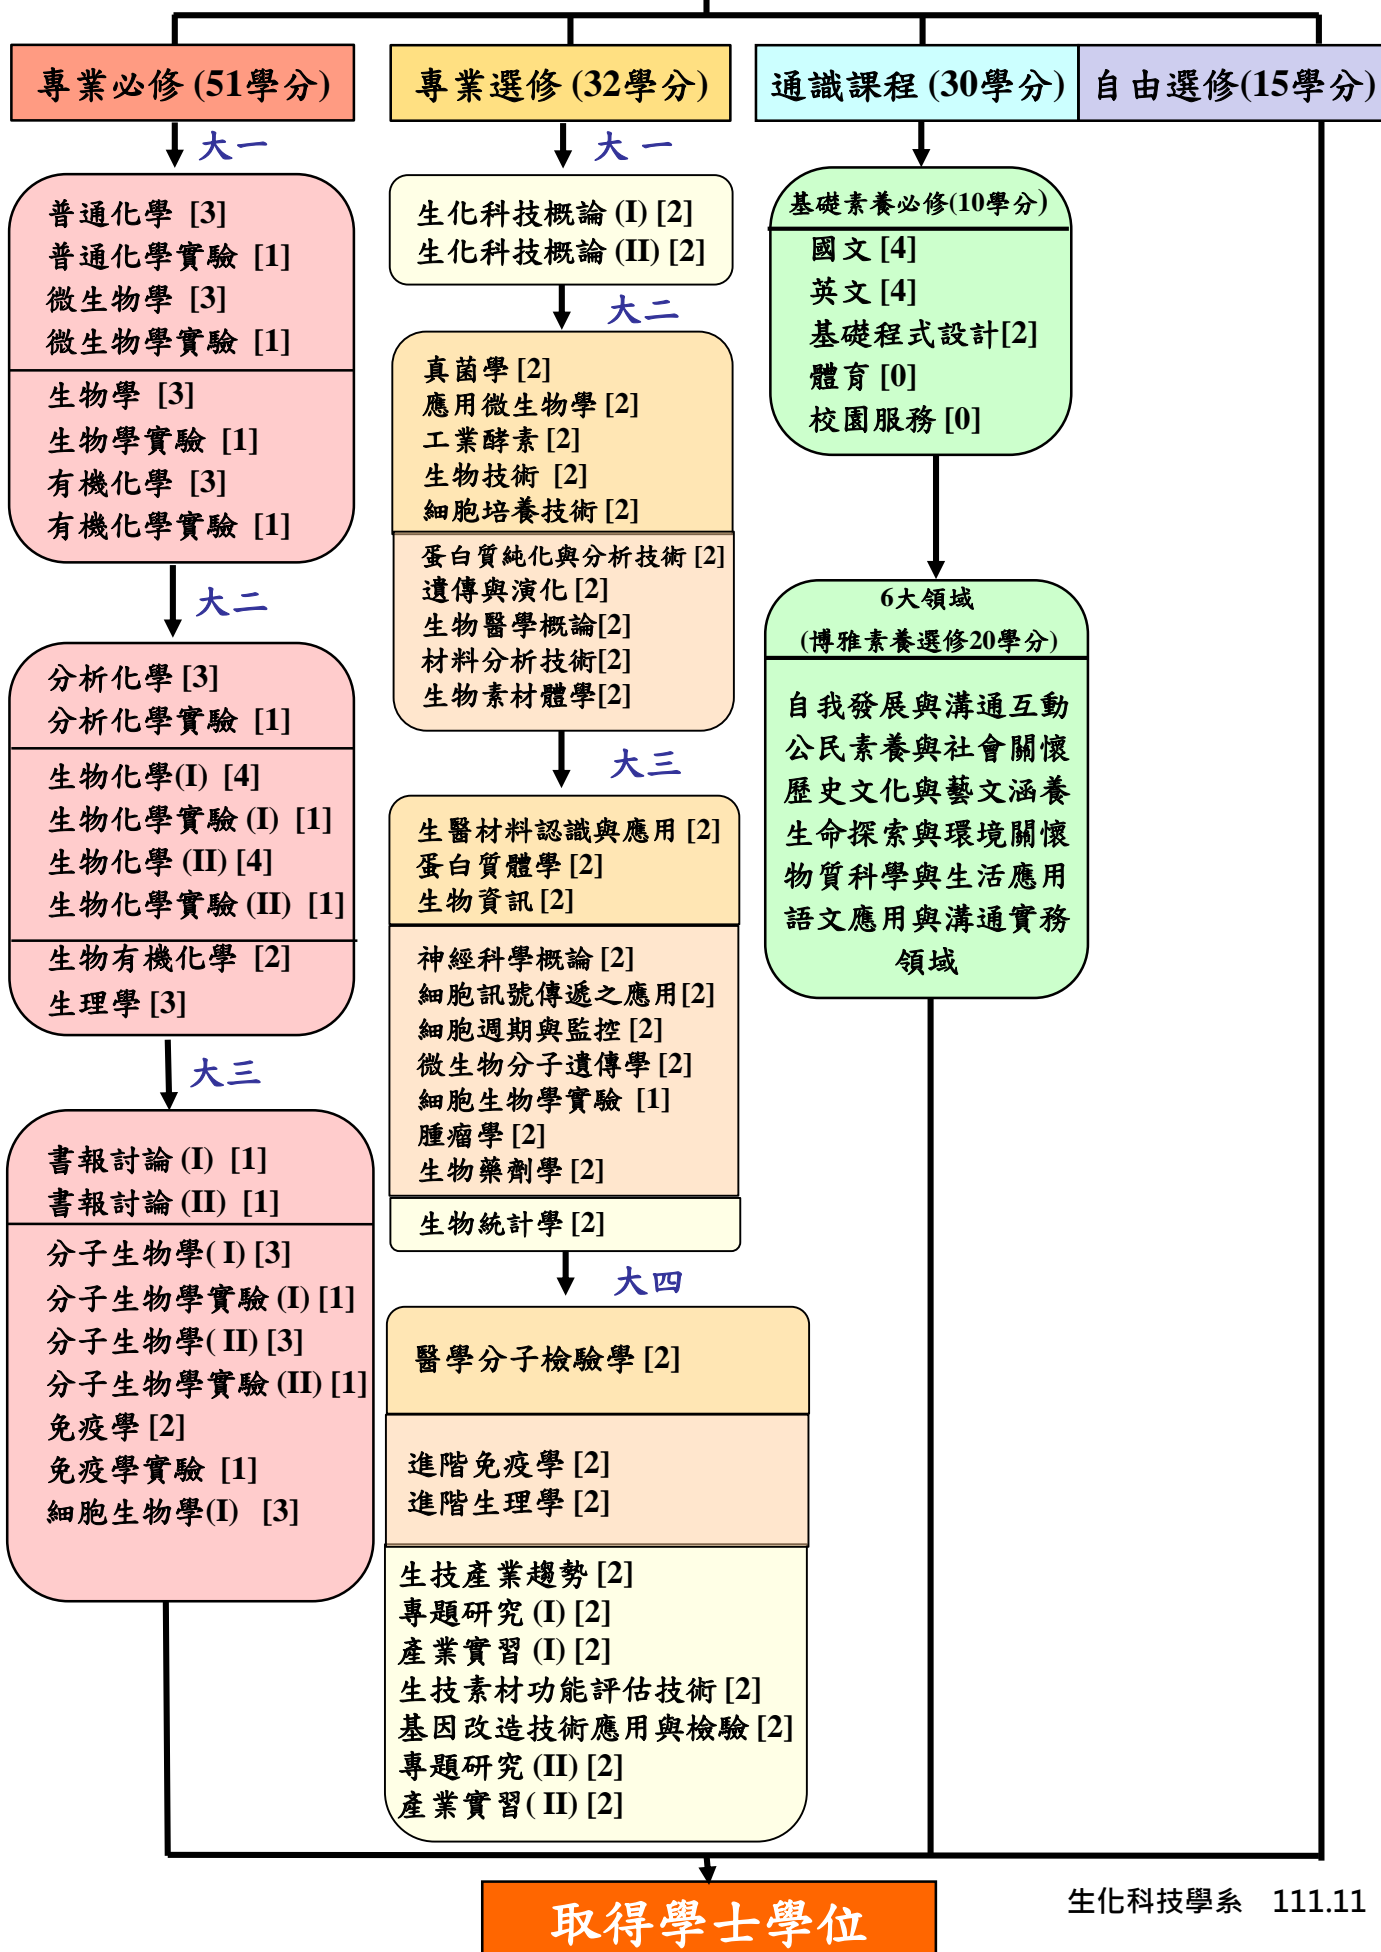 專業必修 (51學分)
專業選修 (32學分)
通識課程 (30學分)
自由選修(15學分)
大一
普通化學 [3]
普通化學實驗 [1]
微生物學 [3]
微生物學實驗 [1]
生物學 [3]
生物學實驗 [1]
有機化學 [3]
有機化學實驗 [1]
大二
分析化學 [3]
分析化學實驗 [1]
生物化學(I) [4]
生物化學實驗 (I) [1]
生物化學 (II) [4]
生物化學實驗 (II) [1]
生物有機化學 [2]
生理學 [3]
大三
書報討論 (I) [1]
書報討論 (II) [1]
分子生物學( I) [3]
分子生物學實驗 (I) [1]
分子生物學( II) [3]
分子生物學實驗 (II) [1]
免疫學 [2]
免疫學實驗 [1]
細胞生物學(I) [3]
大 一
生化科技概論 (I) [2]
生化科技概論 (II) [2]
大二
真菌學 [2]
應用微生物學 [2]
工業酵素 [2]
生物技術 [2]
細胞培養技術 [2]
蛋白質純化與分析技術 [2]
遺傳與演化 [2]
生物醫學概論[2]
材料分析技術[2]
生物素材體學[2]
大三
生醫材料認識與應用 [2]
蛋白質體學 [2]
生物資訊 [2]
神經科學概論 [2]
細胞訊號傳遞之應用[2]
細胞週期與監控 [2]
微生物分子遺傳學 [2]
細胞生物學實驗 [1]
腫瘤學 [2]
生物藥劑學 [2]
生物統計學 [2]
大四
醫學分子檢驗學 [2]
進階免疫學 [2]
進階生理學 [2]
生技產業趨勢 [2]
專題研究 (I) [2]
產業實習 (I) [2]
生技素材功能評估技術 [2]
基因改造技術應用與檢驗 [2]
專題研究 (II) [2]
產業實習( II) [2]
基礎素養必修(10學分)
國文 [4]
英文 [4]
基礎程式設計[2]
體育 [0]
校園服務 [0]
6大領域
(博雅素養選修20學分)
自我發展與溝通互動
公民素養與社會關懷
歷史文化與藝文涵養
生命探索與環境關懷
物質科學與生活應用
語文應用與溝通實務
領域
取得學士學位
生化科技學系 111.11